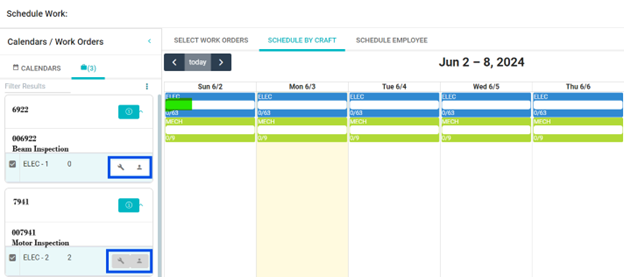 Schedule Work:
Calendars / Work Orders
CALENDARS
(3)
Filter Results
6922
006922
Beam Inspection
ELEC - 1 0
7941
007941
Motor Inspection
ELEC - 2 2
SELECT WORK ORDERS SCHEDULE BY CRAFT SCHEDULE EMPLOYEE
today
Jun 2 – 8, 2024
Sun 6/2 Mon 6/3 Tue 6/4 Wed 6/5 Thu 6/6
ELEC ELEC ELEC ELEC ELEC
0/63 0/63 0/63 0/63 0/63
MECH MECH MECH MECH MECH
0/9 0/9 0/9 0/9 0/9